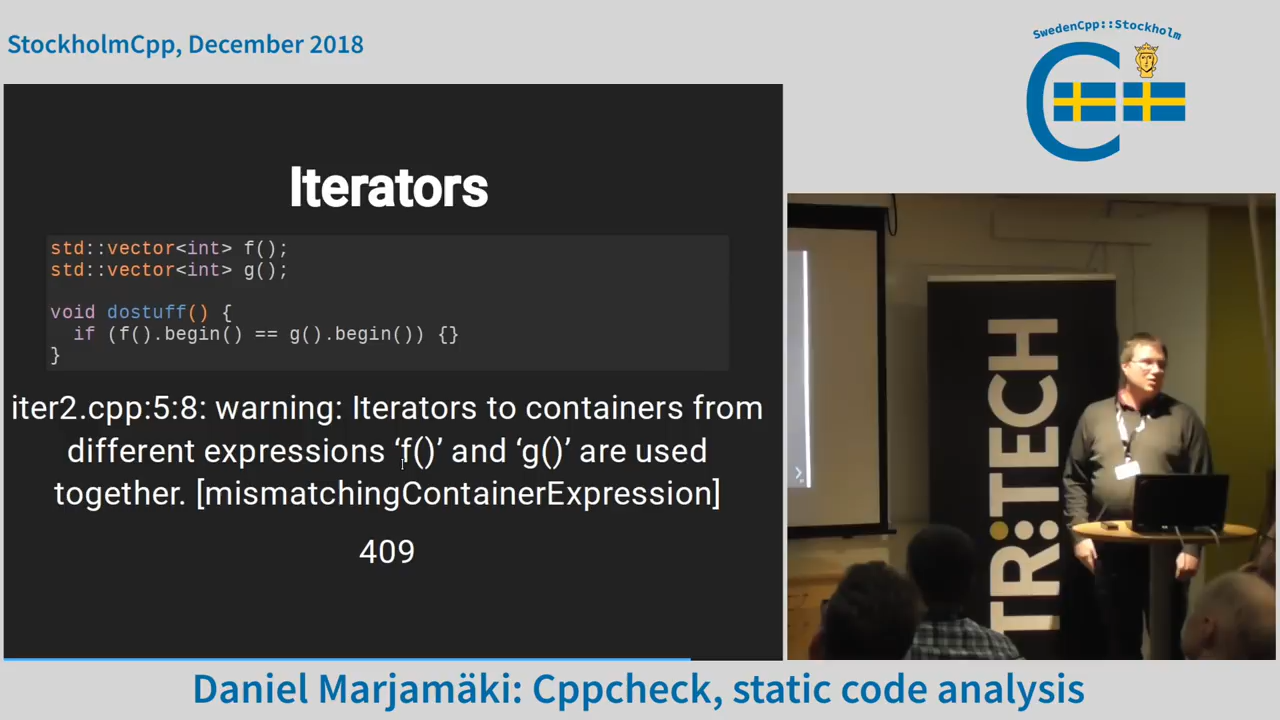 StockholmCpp, December 2018
SwedenCpp::Stockholm
Iterators
std::vector<int> f();
std::vector<int> g();
void dostuff() {
  if (f().begin() == g().begin()) {}
}
iter2.cpp:5:8: warning: Iterators to containers from
different expressions ‘f()’ and ‘g()’ are used
together. [mismatchingContainerExpression]
409
TR:TECH
Daniel Marjamäki: Cppcheck, static code analysis